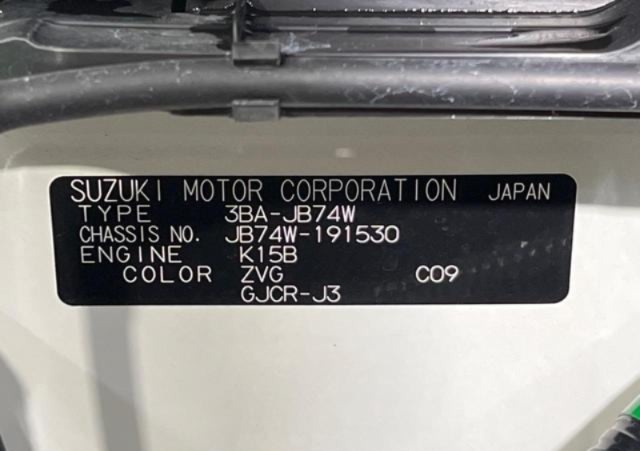 SUZUKI MOTOR CORPORATION JAPAN
TYPE 3BA-JB74W
CHASSIS NO. JB74W-191530
ENGINE K15B
COLOR ZVG C09
GJCR-J3